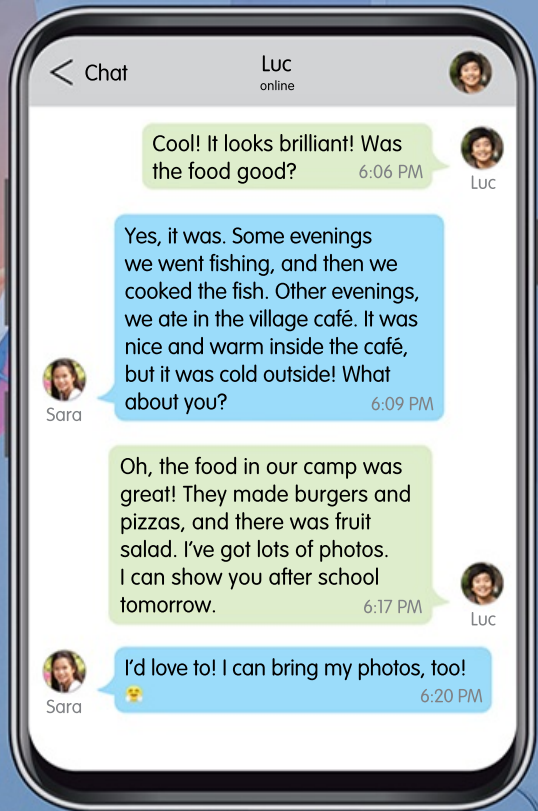 < Chat
Luc
online
Cool! It looks brilliant! Was
the food good?
6:06 PM
Luc
Yes, it was. Some evenings
we went fishing, and then we
cooked the fish. Other evenings,
we ate in the village café. It was
nice and warm inside the café,
but it was cold outside! What
about you?
6:09 PM
Sara
Oh, the food in our camp was
great! They made burgers and
pizzas, and there was fruit
salad. I've got lots of photos.
I can show you after school
tomorrow.
6:17 PM
Luc
I'd love to! I can bring my photos, too!
6:20 PM
Sara